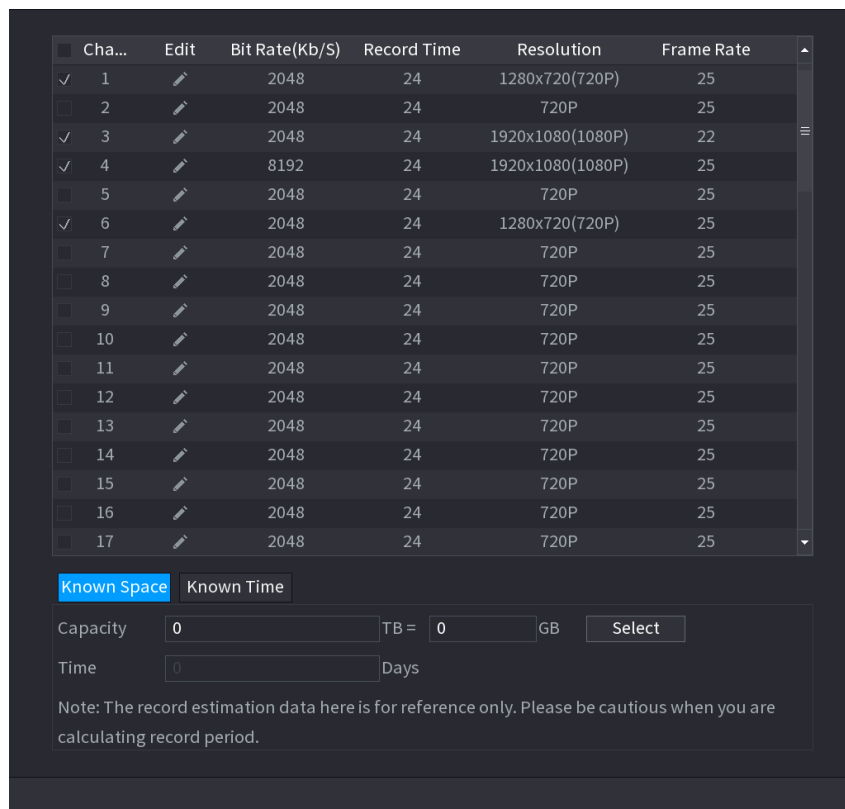 Cha... Edit Bit Rate(Kb/S) Record Time Resolution Frame Rate
1 2048 24 1280x720(720P) 25
2 2048 24 720P 25
3 2048 24 1920x1080(1080P) 22
4 8192 24 1920x1080(1080P) 25
5 2048 24 720P 25
6 2048 24 1280x720(720P) 25
7 2048 24 720P 25
8 2048 24 720P 25
9 2048 24 720P 25
10 2048 24 720P 25
11 2048 24 720P 25
12 2048 24 720P 25
13 2048 24 720P 25
14 2048 24 720P 25
15 2048 24 720P 25
16 2048 24 720P 25
17 2048 24 720P 25
Known Space Known Time
Capacity 0 TB = 0 GB Select
Time 0 Days
Note: The record estimation data here is for reference only. Please be cautious when you are
calculating record period.